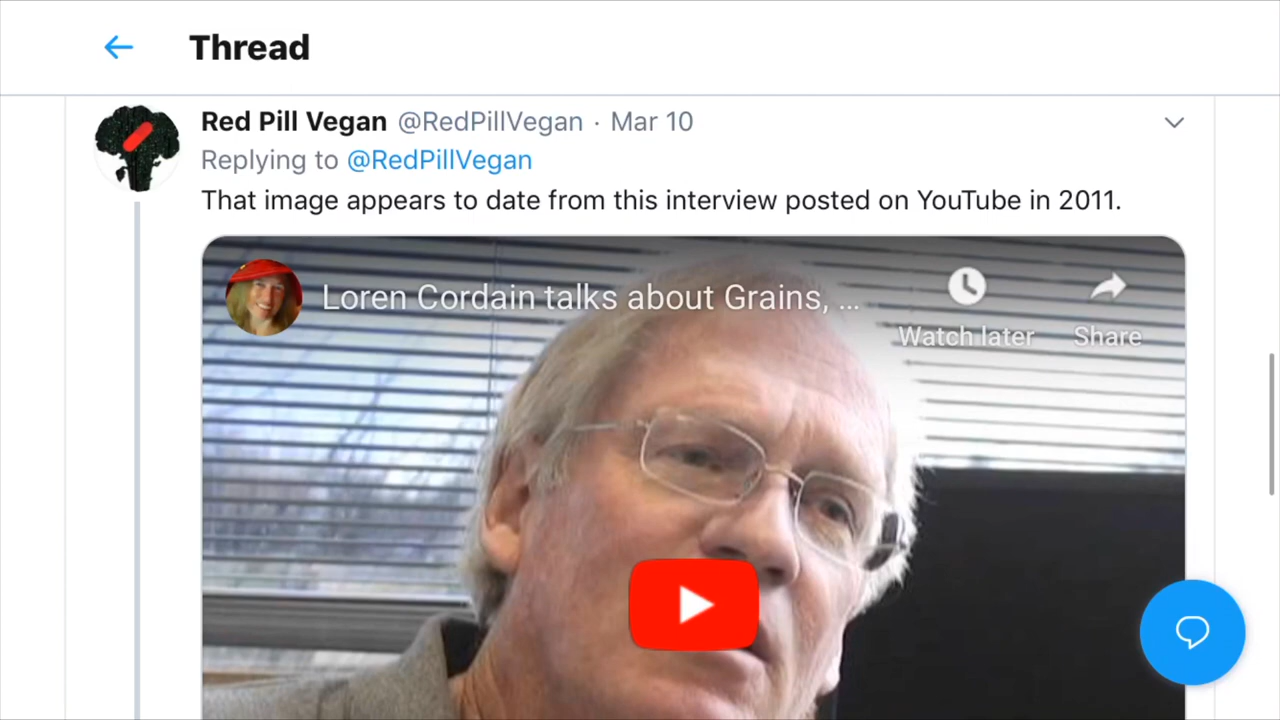 Thread
Red Pill Vegan @RedPillVegan · Mar 10
Replying to @RedPillVegan
That image appears to date from this interview posted on YouTube in 2011.
Loren Cordain talks about Grains, ...
Watch later
Share